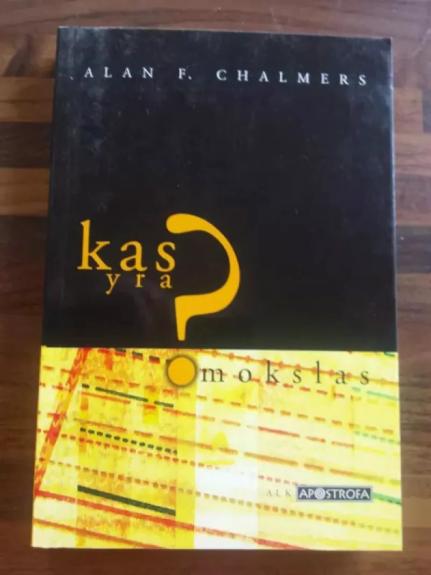 ALAN F. CHALMERS
kas
yra
?
mokslas
ALK APOSTROFA